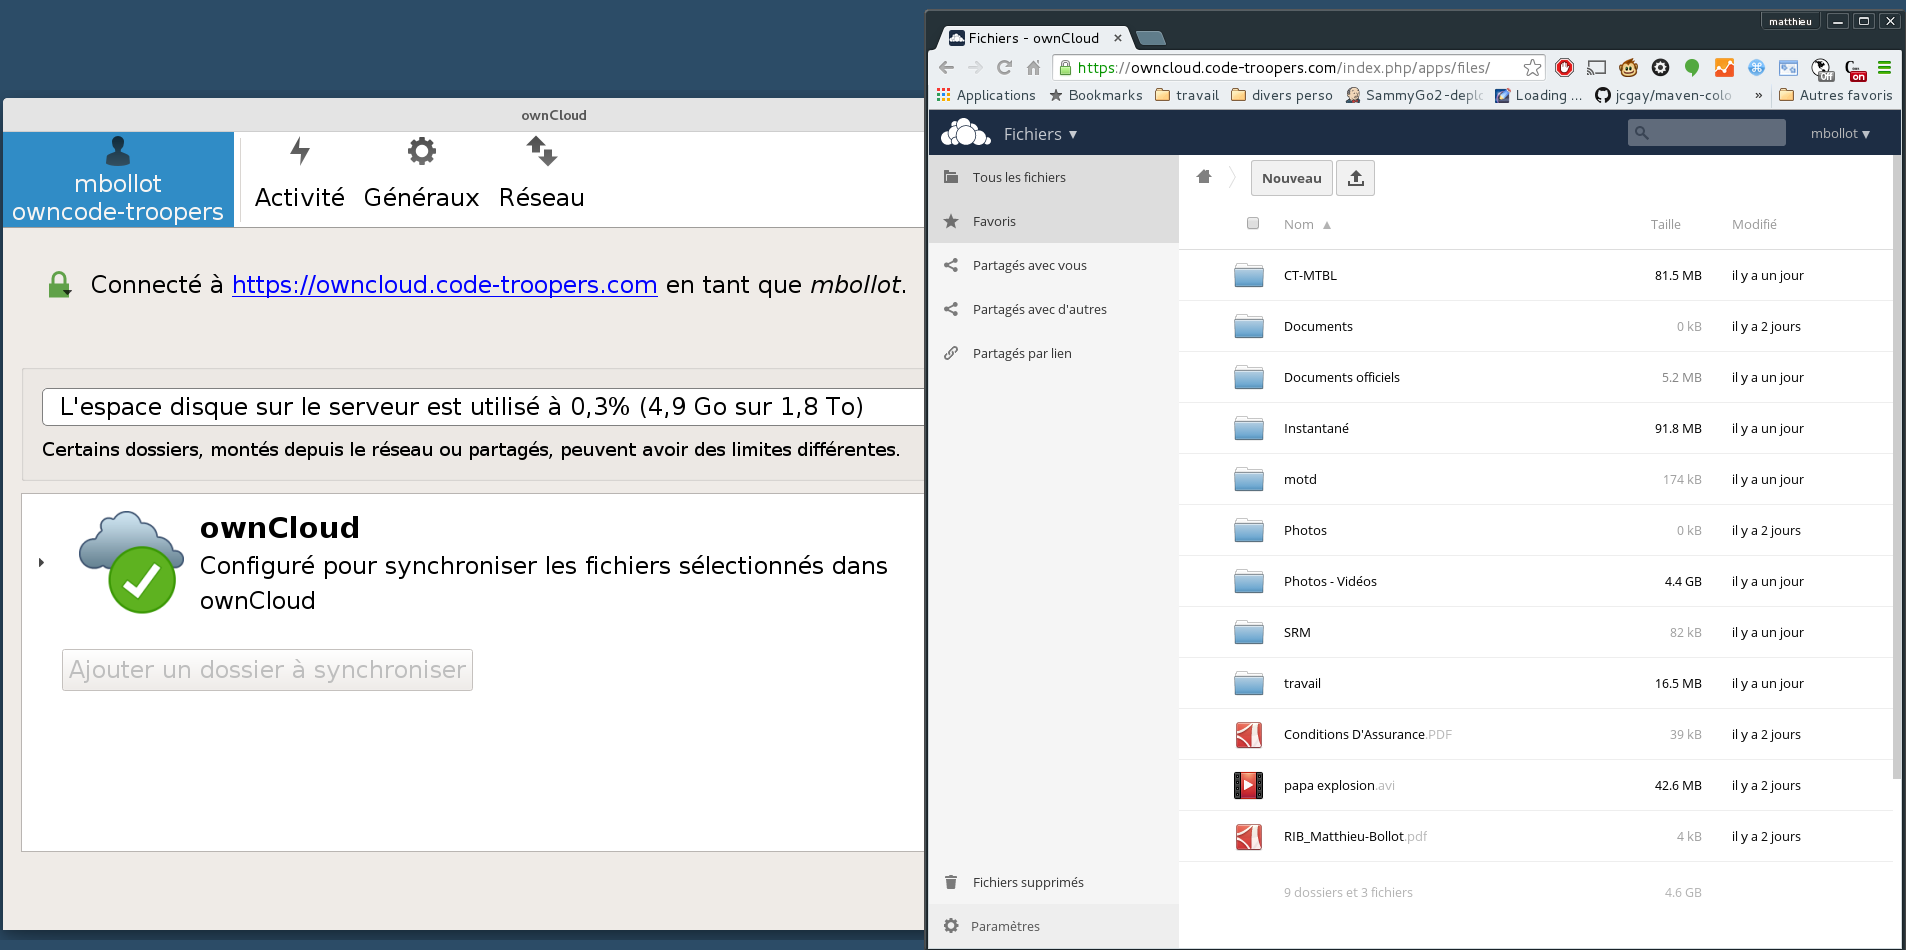 ownCloud
mbollot
owncode-troopers
Activité
Généraux
Réseau
Connecté à https://owncloud.code-troopers.com en tant que mbollot.
L'espace disque sur le serveur est utilisé à 0,3% (4,9 Go sur 1,8 To)
Certains dossiers, montés depuis le réseau ou partagés, peuvent avoir des limites différentes.
ownCloud
Configuré pour synchroniser les fichiers sélectionnés dans
ownCloud
Ajouter un dossier à synchroniser
matthieu
Fichiers - ownCloud
https://owncloud.code-troopers.com/index.php/apps/files/
Off
on
Applications Bookmarks travail divers perso SammyGo2-deplo Loading ... jcgay/maven-colo » Autres favoris
Fichiers ▾
mbollot ▾
Tous les fichiers
Favoris
Partagés avec vous
Partagés avec d'autres
Partagés par lien
Fichiers supprimés
Paramètres
Nouveau
Nom ▲ Taille Modifié
CT-MTBL 81.5 MB il y a un jour
Documents 0 kB il y a 2 jours
Documents officiels 5.2 MB il y a un jour
Instantané 91.8 MB il y a un jour
motd 174 kB il y a un jour
Photos 0 kB il y a 2 jours
Photos - Vidéos 4.4 GB il y a un jour
SRM 82 kB il y a un jour
travail 16.5 MB il y a un jour
Conditions D'Assurance.PDF 39 kB il y a 2 jours
papa explosion.avi 42.6 MB il y a 2 jours
RIB_Matthieu-Bollot.pdf 4 kB il y a 2 jours
9 dossiers et 3 fichiers 4.6 GB